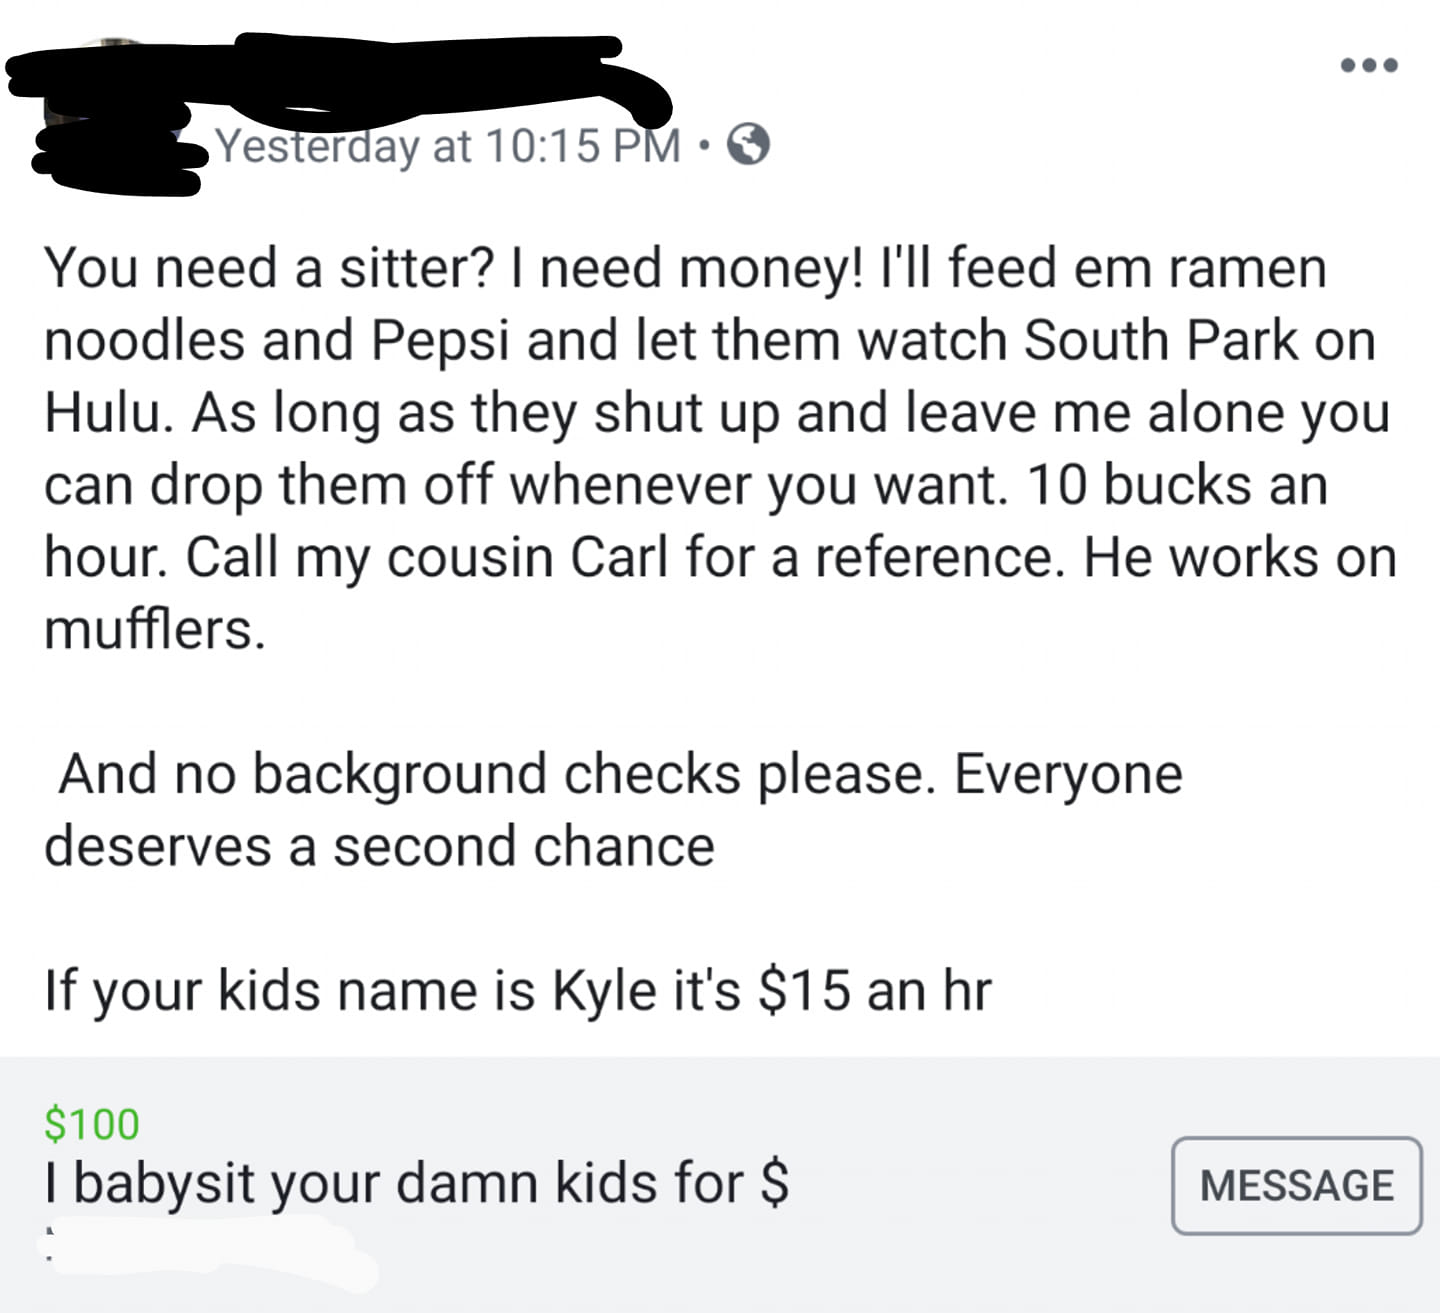 Yesterday at 10:15 PM •
You need a sitter? I need money! I'll feed em ramen
noodles and Pepsi and let them watch South Park on
Hulu. As long as they shut up and leave me alone you
can drop them off whenever you want. 10 bucks an
hour. Call my cousin Carl for a reference. He works on
mufflers.
And no background checks please. Everyone
deserves a second chance
If your kids name is Kyle it's $15 an hr
$100
I babysit your damn kids for $
MESSAGE